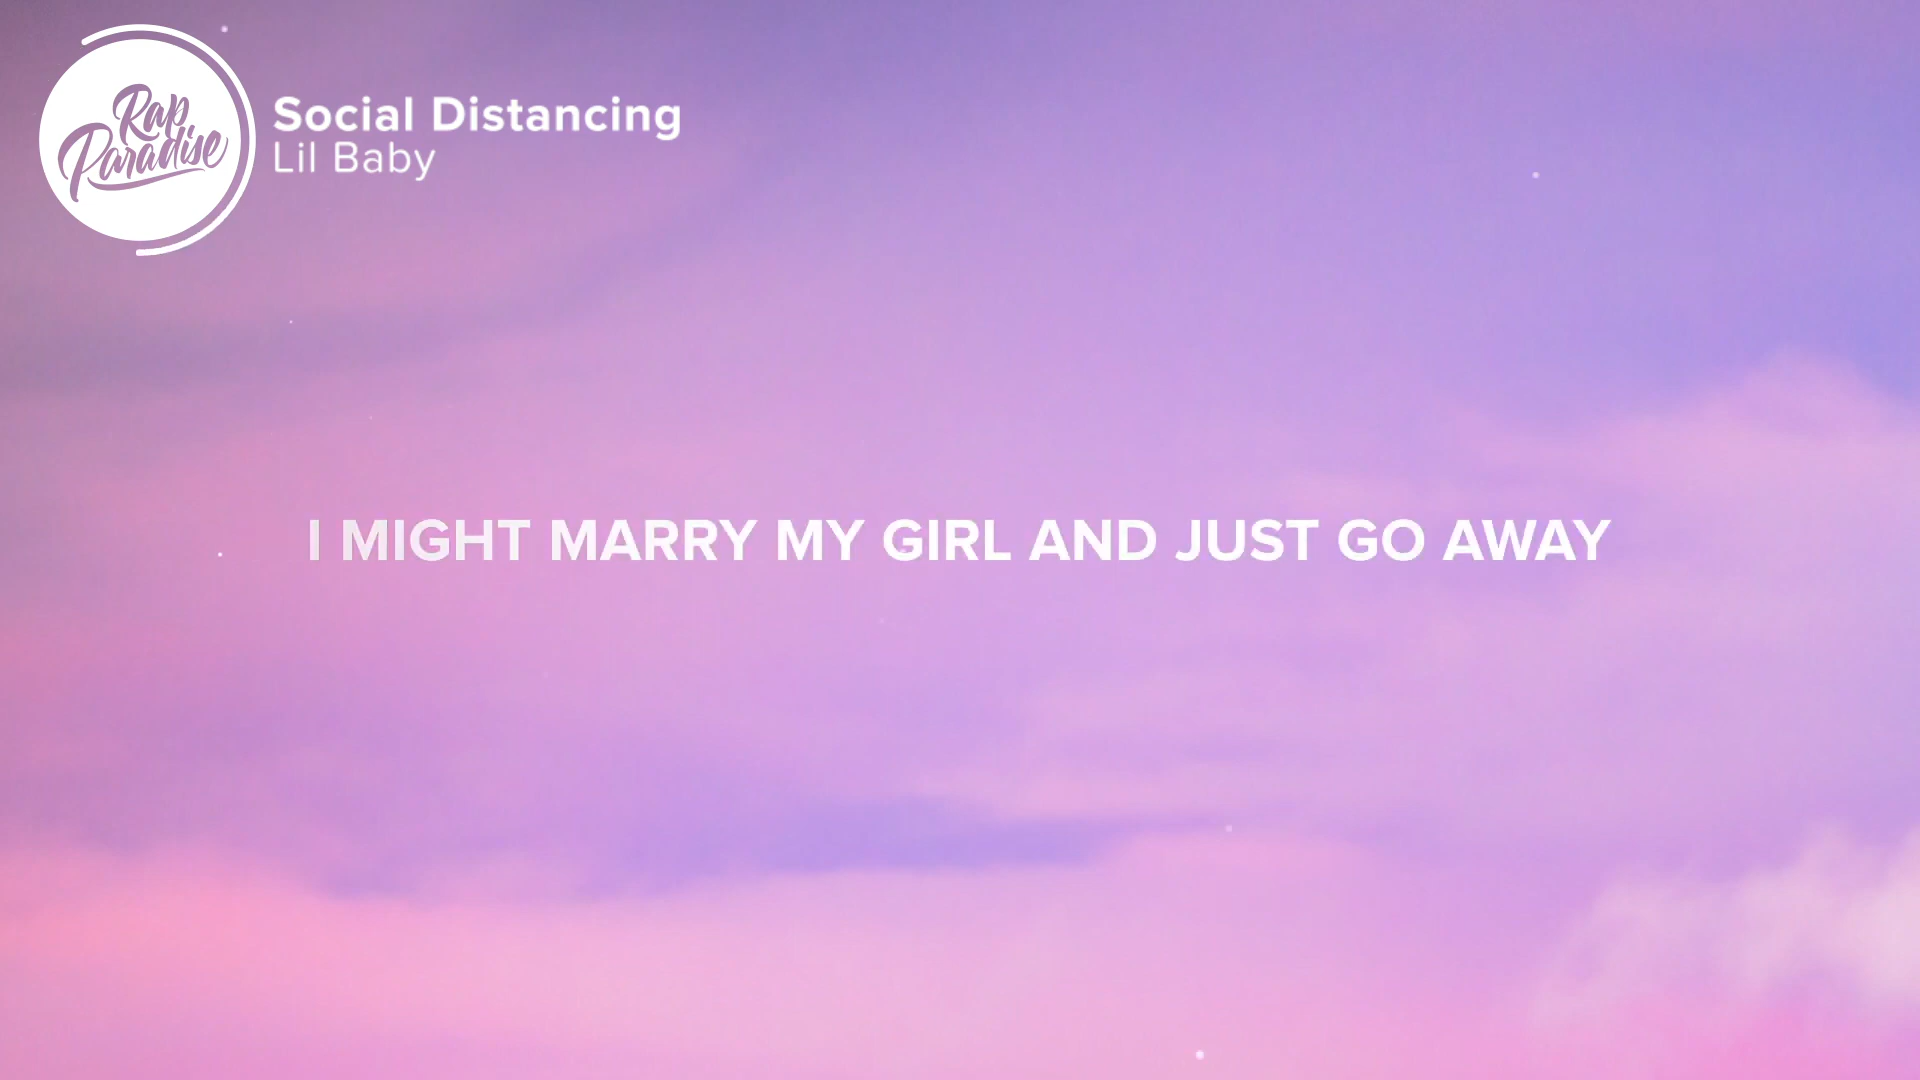 Rap
Paradise
Social Distancing
Lil Baby
I MIGHT MARRY MY GIRL AND JUST GO AWAY